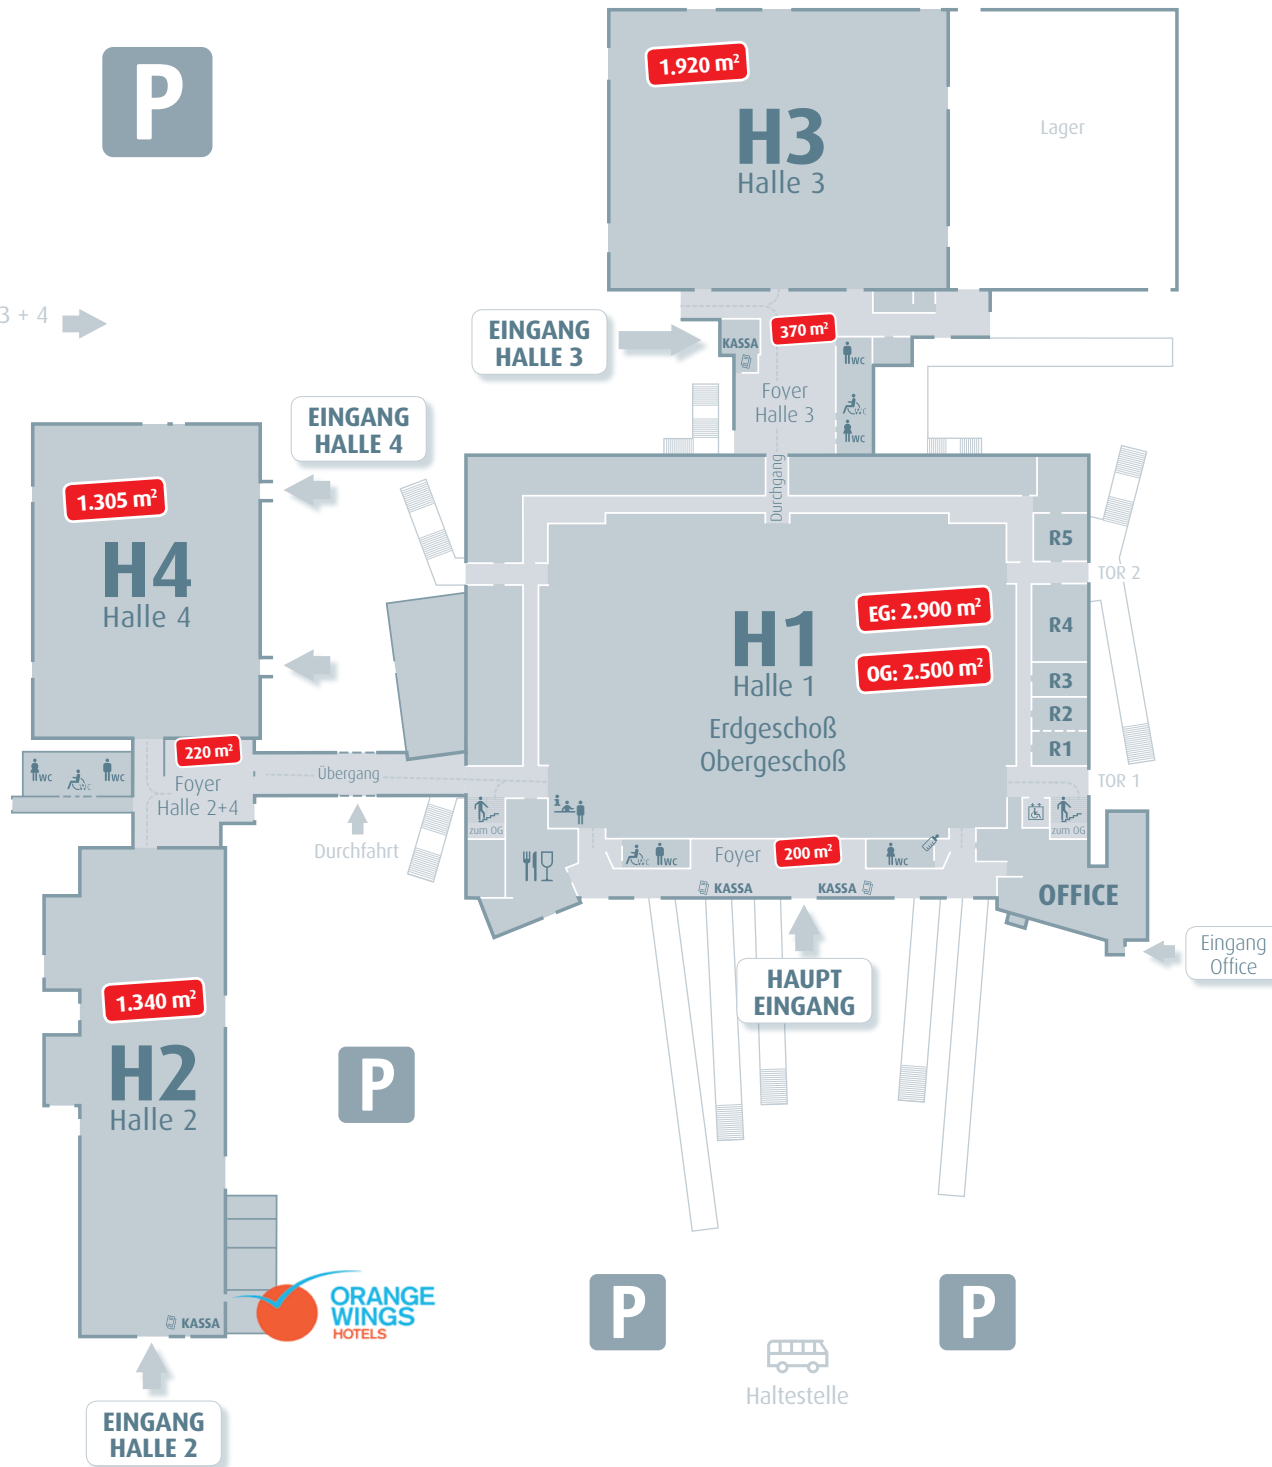 P
1.920 m²
H3
Halle 3
Lager
3 + 4
EINGANG
HALLE 3
KASSA
370 m²
WC
Foyer
Halle 3
WC
WC
EINGANG
HALLE 4
1.305 m²
H4
Halle 4
Durchgang
R5
TOR 2
EG: 2.900 m²
H1
Halle 1
OG: 2.500 m²
Erdgeschoß
Obergeschoß
R4
R3
R2
R1
TOR 1
220 m²
WC
WC
WC
Foyer
Halle 2+4
Übergang
Durchfahrt
zum OG
zum OG
WC
WC
Foyer
200 m²
WC
KASSA
KASSA
OFFICE
Eingang
Office
HAUPT
EINGANG
1.340 m²
H2
Halle 2
P
KASSA
ORANGE
WINGS
HOTELS
P
P
Haltestelle
EINGANG
HALLE 2